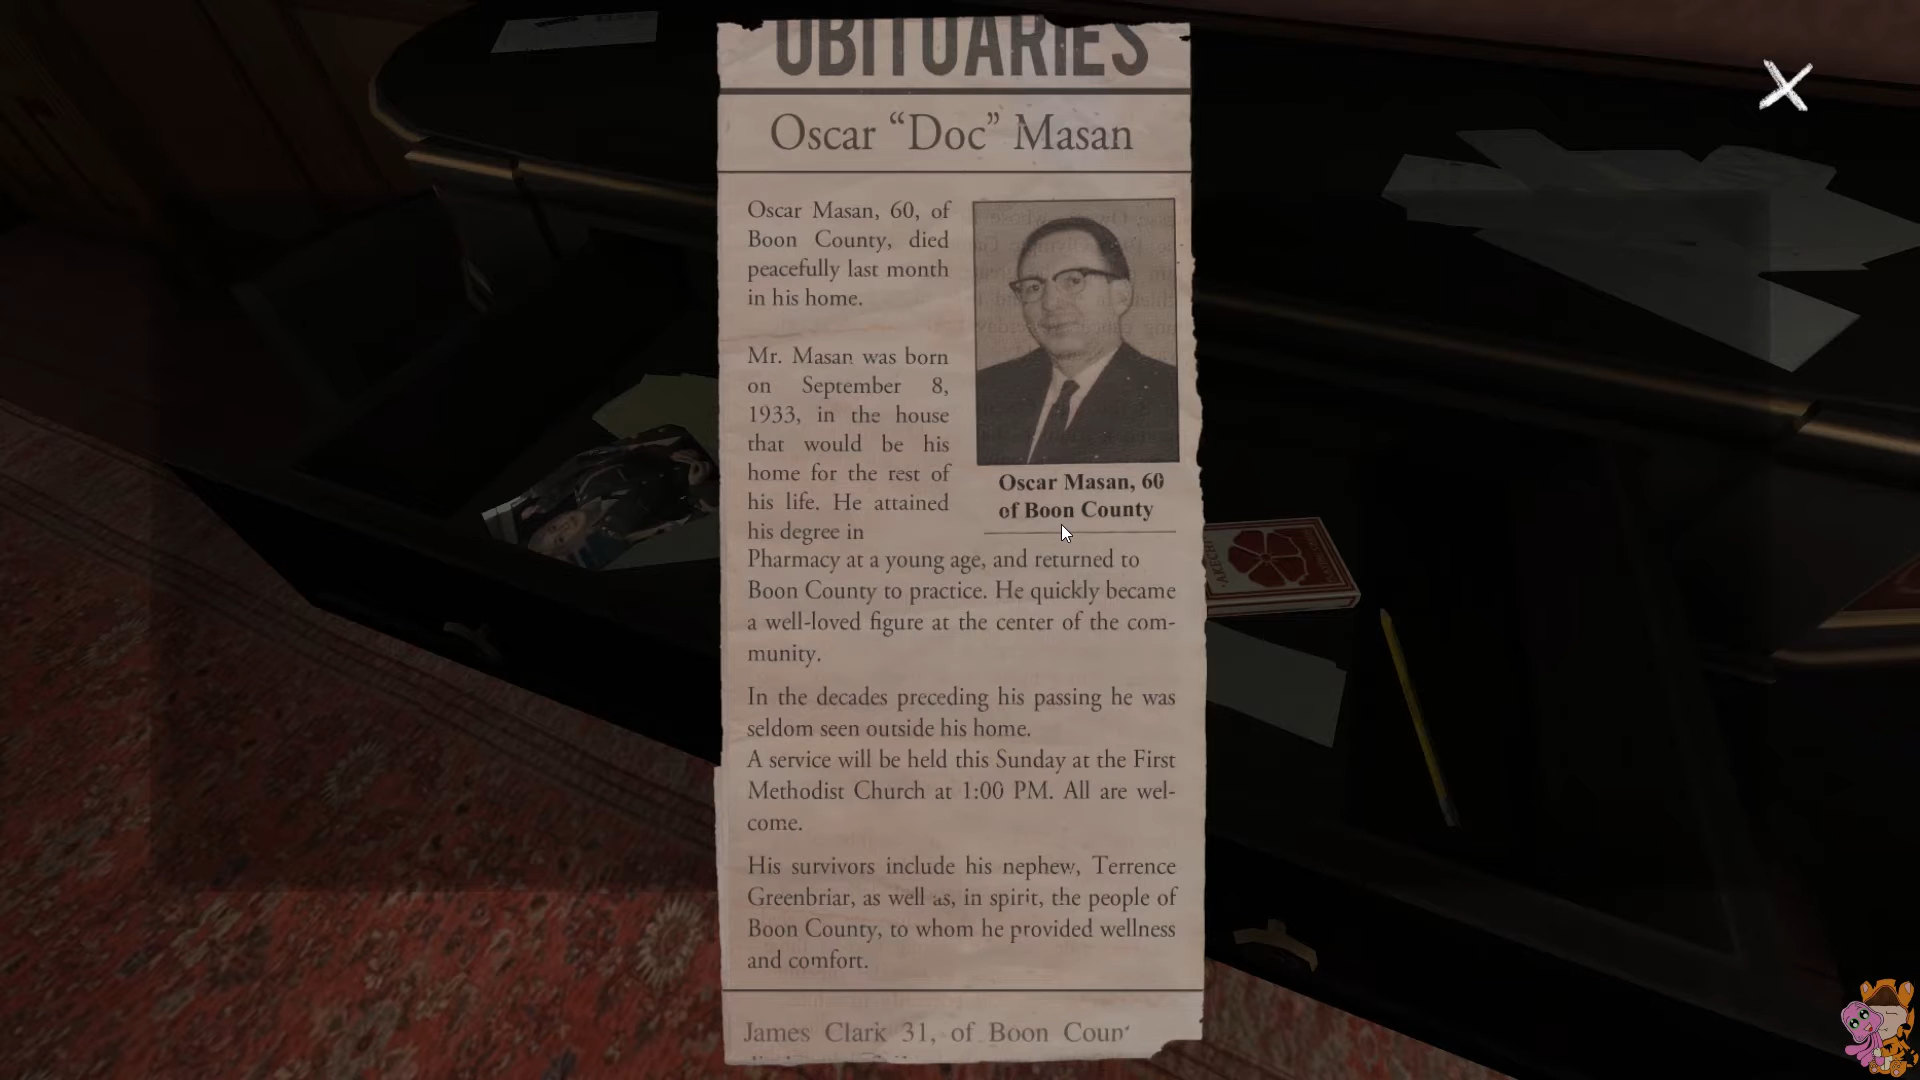 OBITUARIES
Oscar “Doc” Masan
Oscar Masan, 60, of
Boon County, died
peacefully last month
in his home.
Mr. Masan was born
on September 8,
1933, in the house
that would be his
home for the rest of
his life. He attained
his degree in
Oscar Masan, 60
of Boon County
Pharmacy at a young age, and returned to
Boon County to practice. He quickly became
a well-loved figure at the center of the com-
munity.
In the decades preceding his passing he was
seldom seen outside his home.
A service will be held this Sunday at the First
Methodist Church at 1:00 PM. All are wel-
come.
His survivors include his nephew, Terrence
Greenbriar, as well as, in spirit, the people of
Boon County, to whom he provided wellness
and comfort.
James Clark 31, of Boon Coun
ARECHI